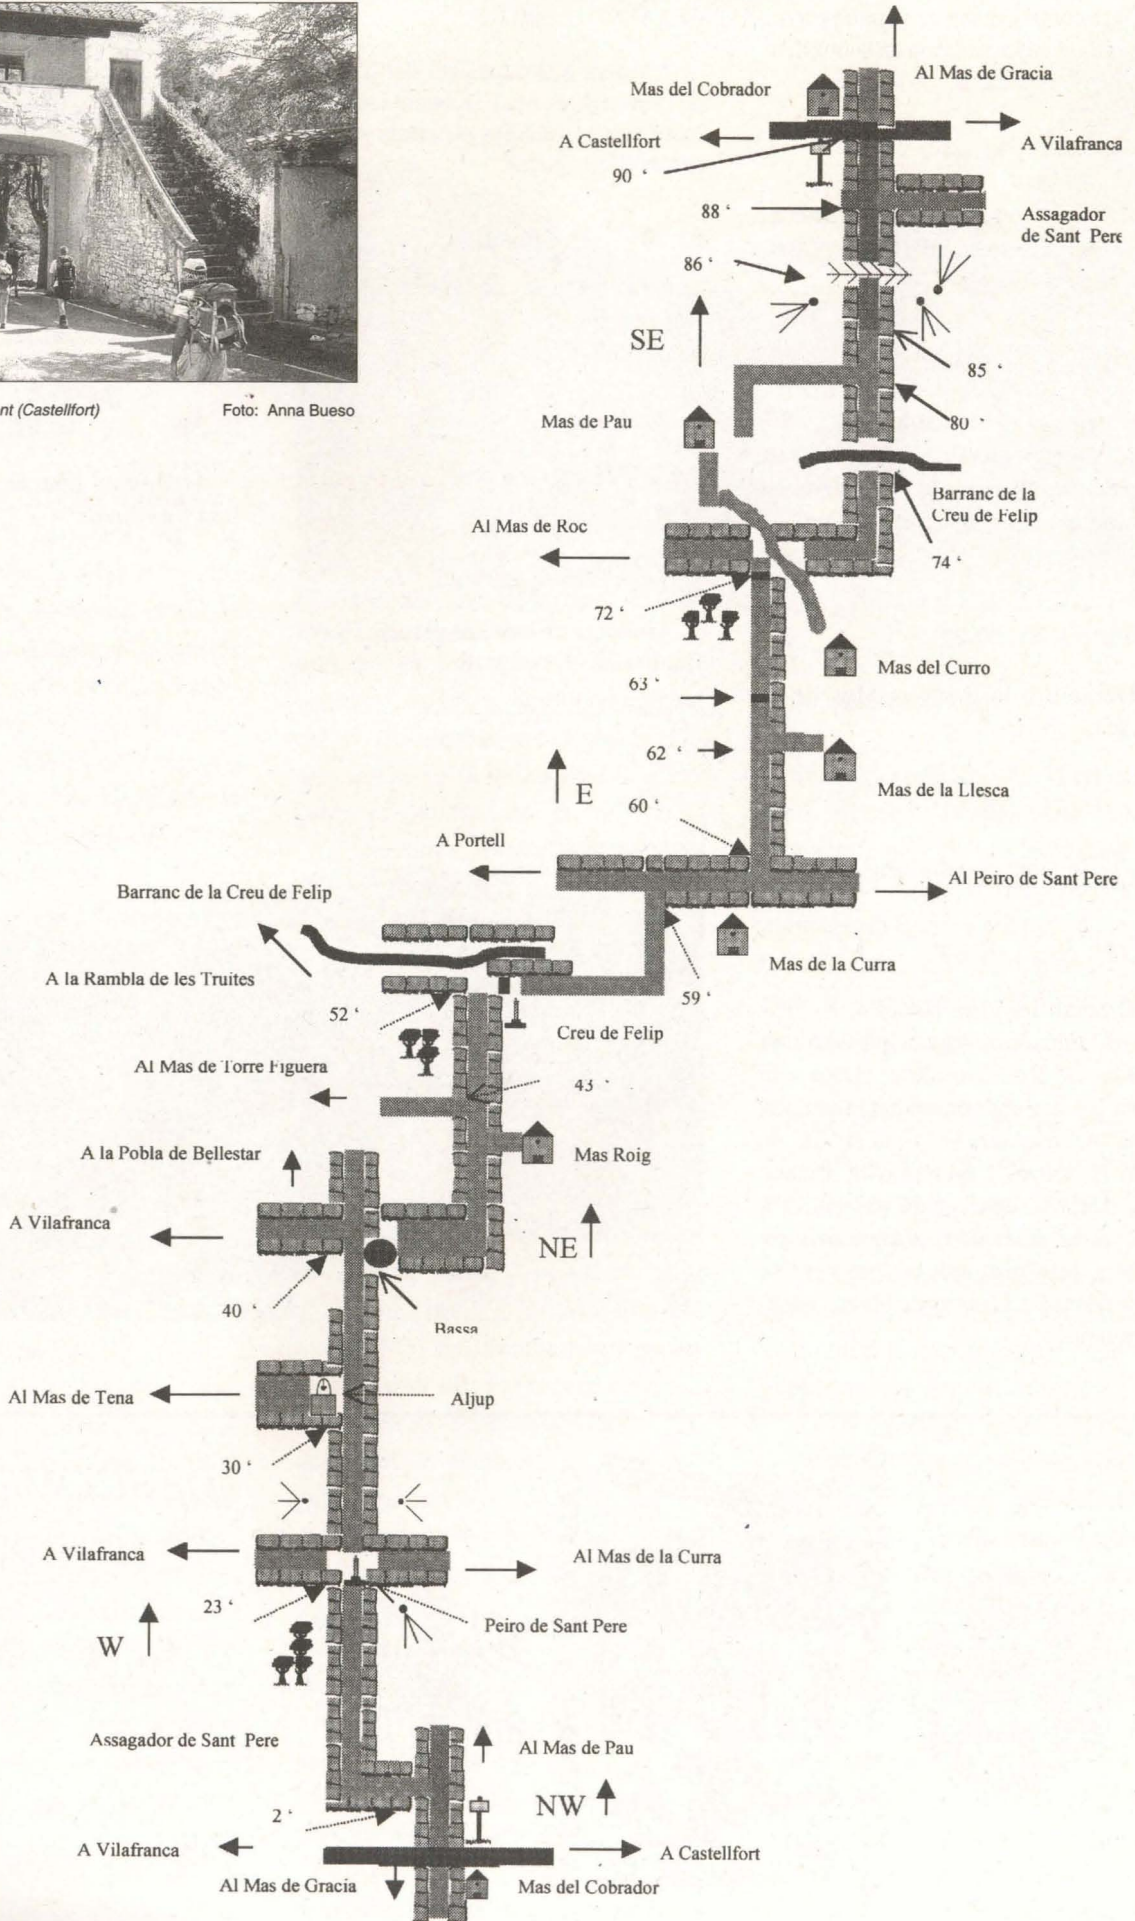 nt (Castellfort)
Foto: Anna Bueso
Al Mas de Gracia
Mas del Cobrador
A Castellfort
A Vilafranca
90 ‘
88 ‘
Assagador
de Sant Pere
86 ‘
SE
85 ‘
80 ‘
Mas de Pau
Barranc de la
Creu de Felip
Al Mas de Roc
74 ‘
72 ‘
Mas del Curro
63 ‘
62 ‘
Mas de la Llesca
E
60 ‘
A Portell
Al Peiro de Sant Pere
Barranc de la Creu de Felip
Mas de la Curra
A la Rambla de les Truites
59 ‘
52 ‘
Creu de Felip
Al Mas de Torre Figuera
43 ‘
A la Pobla de Bellestar
Mas Roig
A Vilafranca
NE
40 ‘
Bassa
Al Mas de Tena
Aljup
30 ‘
A Vilafranca
Al Mas de la Curra
23 ‘
Peiro de Sant Pere
W
Assagador de Sant Pere
Al Mas de Pau
NW
2 ‘
A Vilafranca
A Castellfort
Al Mas de Gracia
Mas del Cobrador